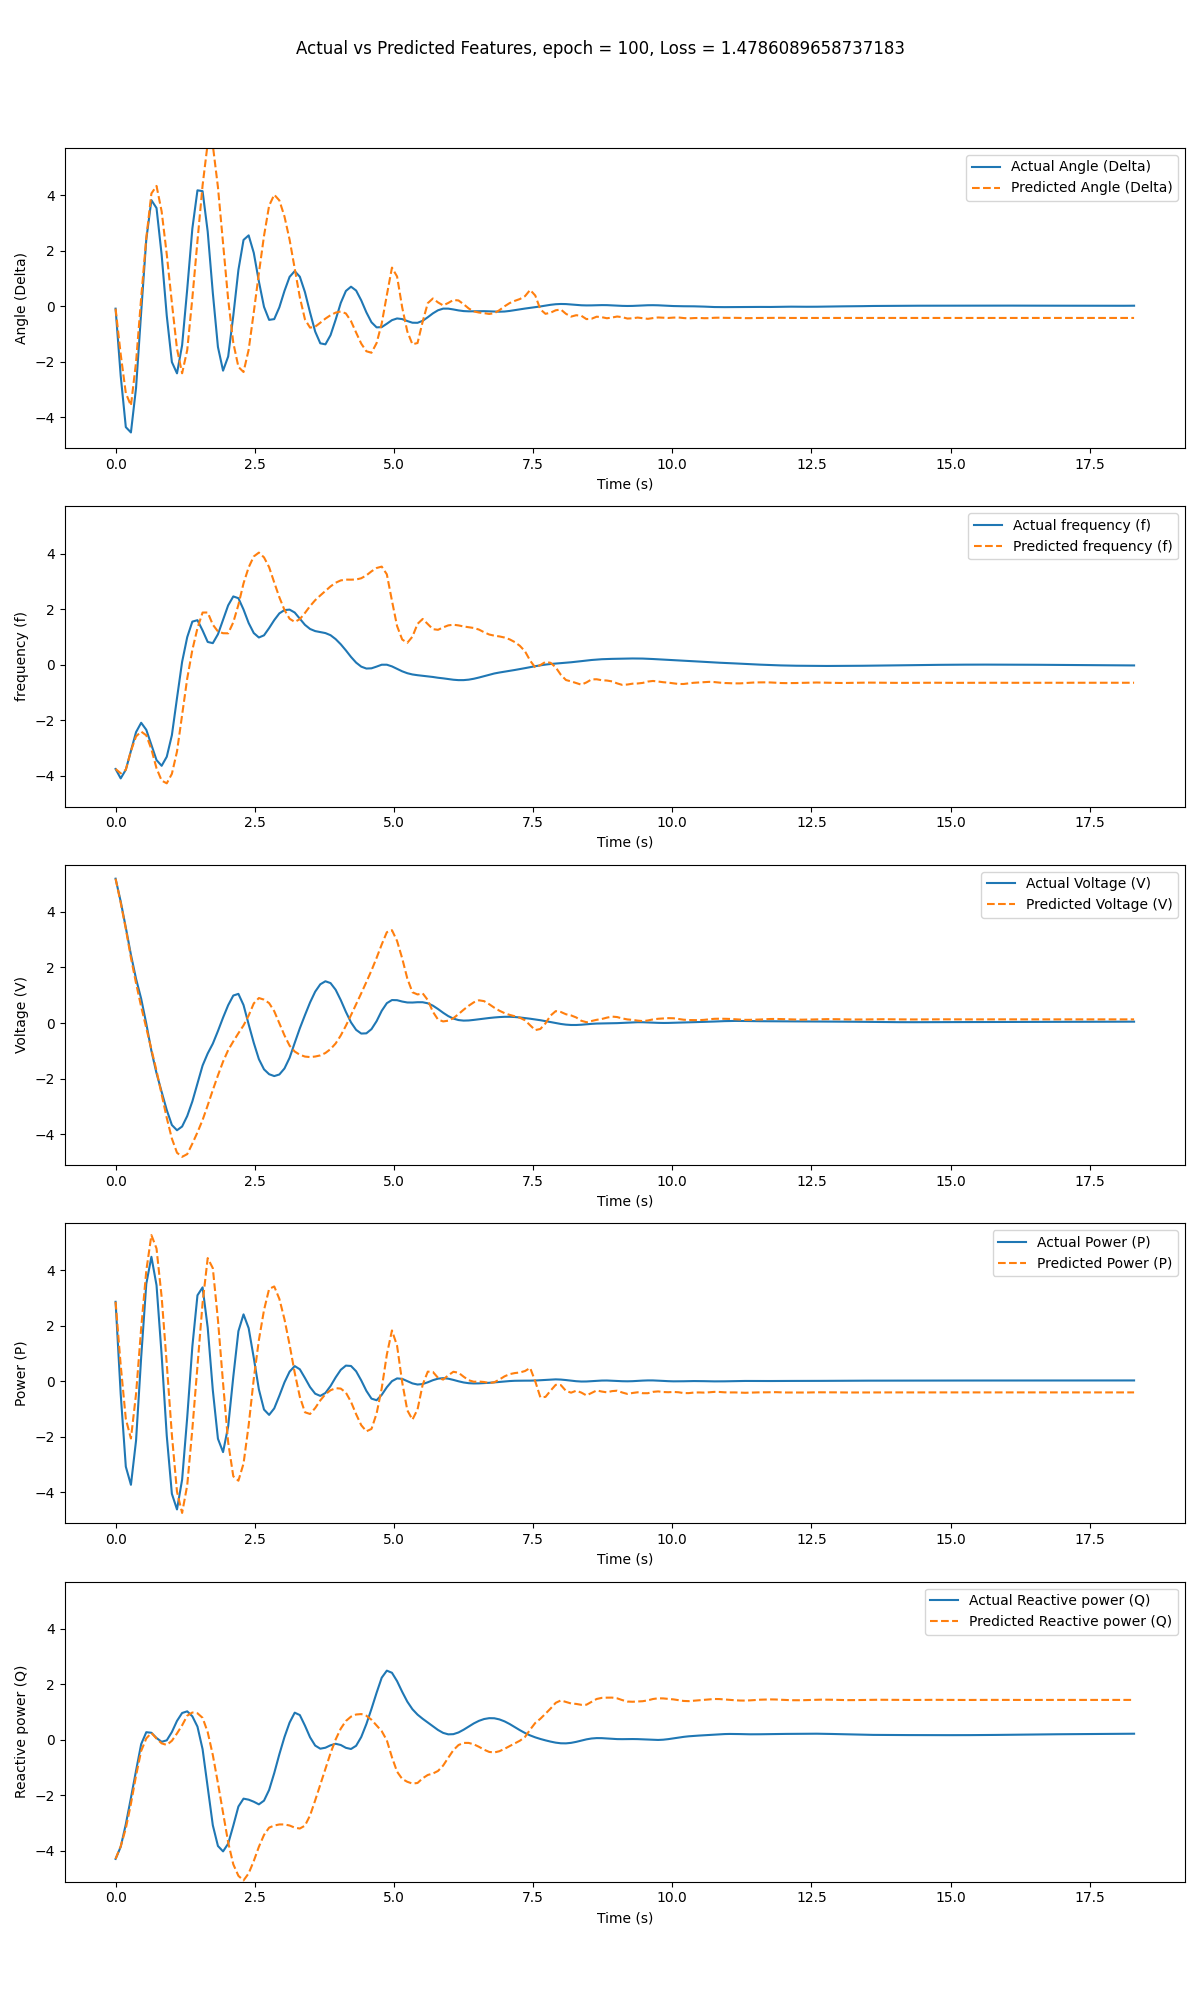 Actual vs Predicted Features, epoch = 100, Loss = 1.4786089658737183
Actual Angle (Delta)
Predicted Angle (Delta)
Angle (Delta)
4
2
0
−2
−4
0.0 2.5 5.0 7.5 10.0 12.5 15.0 17.5
Time (s)
Actual frequency (f)
Predicted frequency (f)
frequency (f)
4
2
0
−2
−4
0.0 2.5 5.0 7.5 10.0 12.5 15.0 17.5
Time (s)
Actual Voltage (V)
Predicted Voltage (V)
Voltage (V)
4
2
0
−2
−4
0.0 2.5 5.0 7.5 10.0 12.5 15.0 17.5
Time (s)
Actual Power (P)
Predicted Power (P)
Power (P)
4
2
0
−2
−4
0.0 2.5 5.0 7.5 10.0 12.5 15.0 17.5
Time (s)
Actual Reactive power (Q)
Predicted Reactive power (Q)
Reactive power (Q)
4
2
0
−2
−4
0.0 2.5 5.0 7.5 10.0 12.5 15.0 17.5
Time (s)